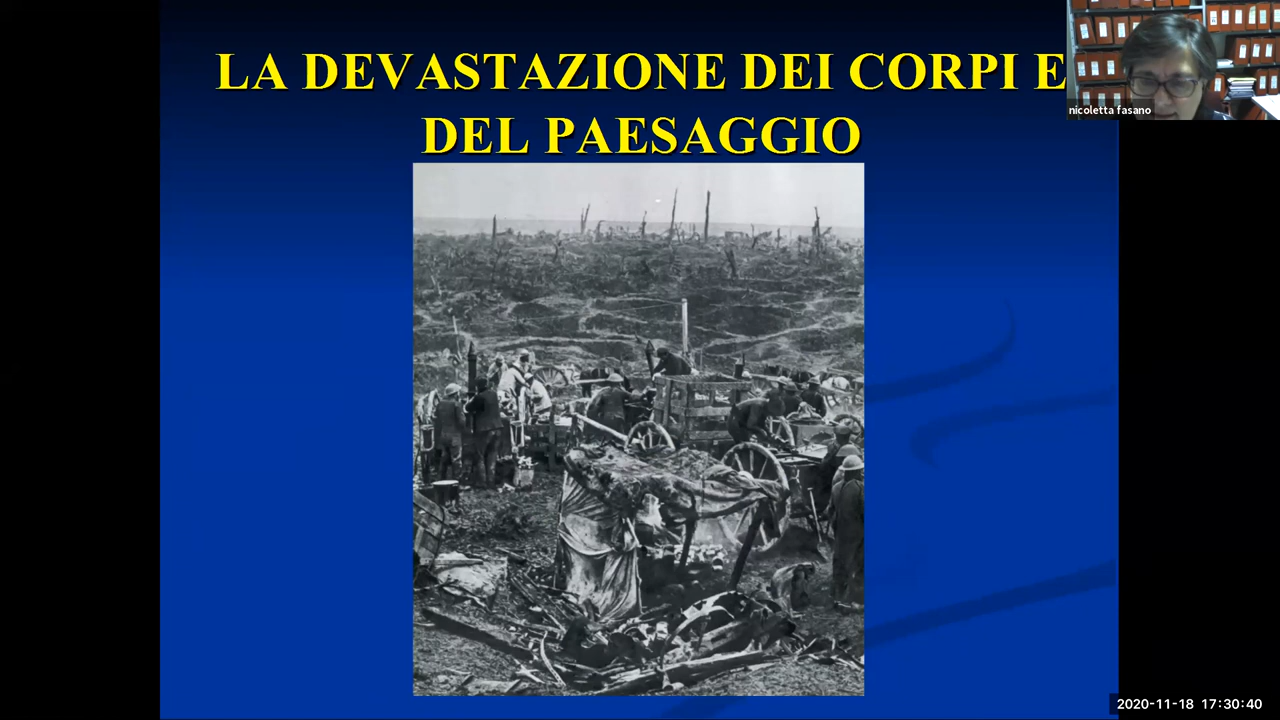 LA DEVASTAZIONE DEI CORPI E
DEL PAESAGGIO
nicoletta fasano
2020-11-18 17:30:40